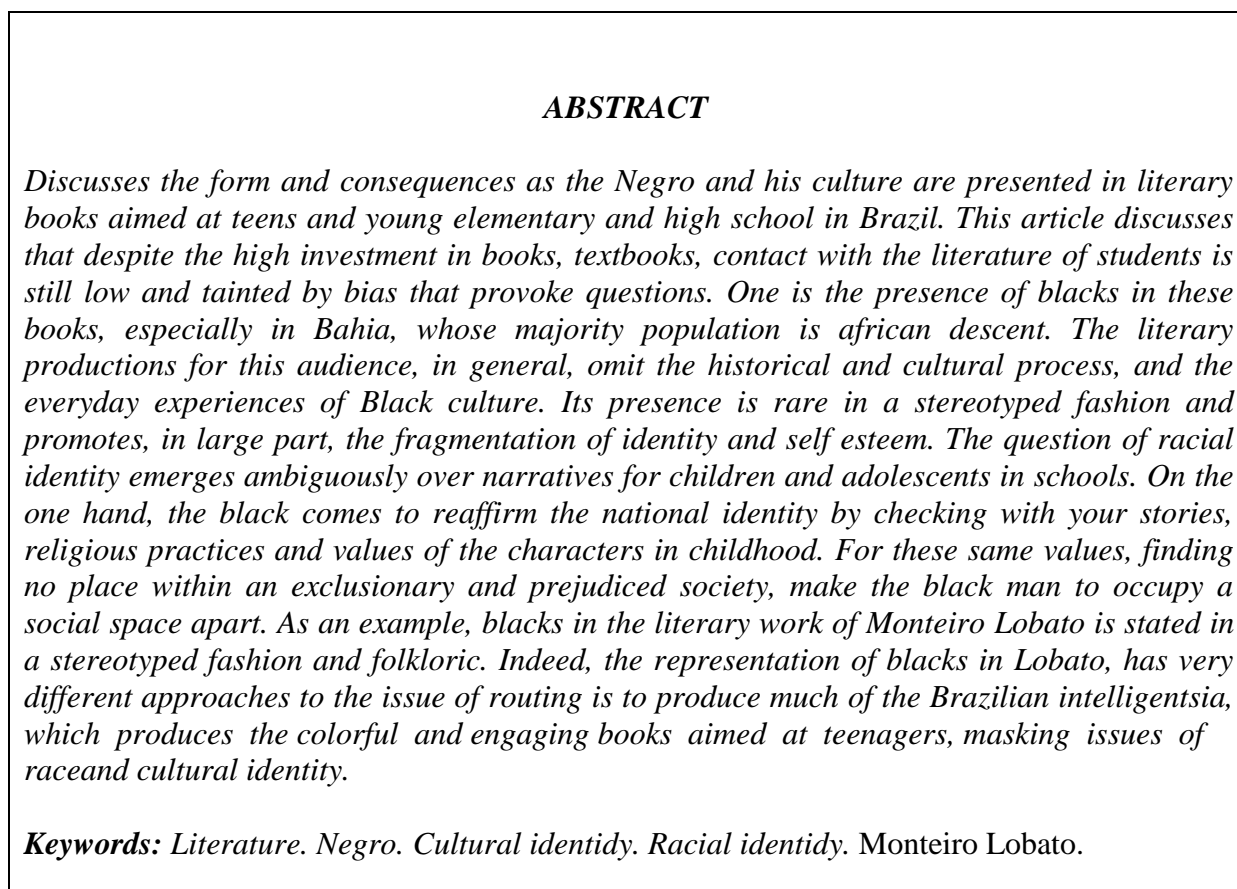 ABSTRACT
Discusses the form and consequences as the Negro and his culture are presented in literary
books aimed at teens and young elementary and high school in Brazil. This article discusses
that despite the high investment in books, textbooks, contact with the literature of students is
still low and tainted by bias that provoke questions. One is the presence of blacks in these
books, especially in Bahia, whose majority population is african descent. The literary
productions for this audience, in general, omit the historical and cultural process, and the
everyday experiences of Black culture. Its presence is rare in a stereotyped fashion and
promotes, in large part, the fragmentation of identity and self esteem. The question of racial
identity emerges ambiguously over narratives for children and adolescents in schools. On the
one hand, the black comes to reaffirm the national identity by checking with your stories,
religious practices and values of the characters in childhood. For these same values, finding
no place within an exclusionary and prejudiced society, make the black man to occupy a
social space apart. As an example, blacks in the literary work of Monteiro Lobato is stated in
a stereotyped fashion and folkloric. Indeed, the representation of blacks in Lobato, has very
different approaches to the issue of routing is to produce much of the Brazilian intelligentsia,
which produces the colorful and engaging books aimed at teenagers, masking issues of
raceand cultural identity.
Keywords: Literature. Negro. Cultural identidy. Racial identidy. Monteiro Lobato.